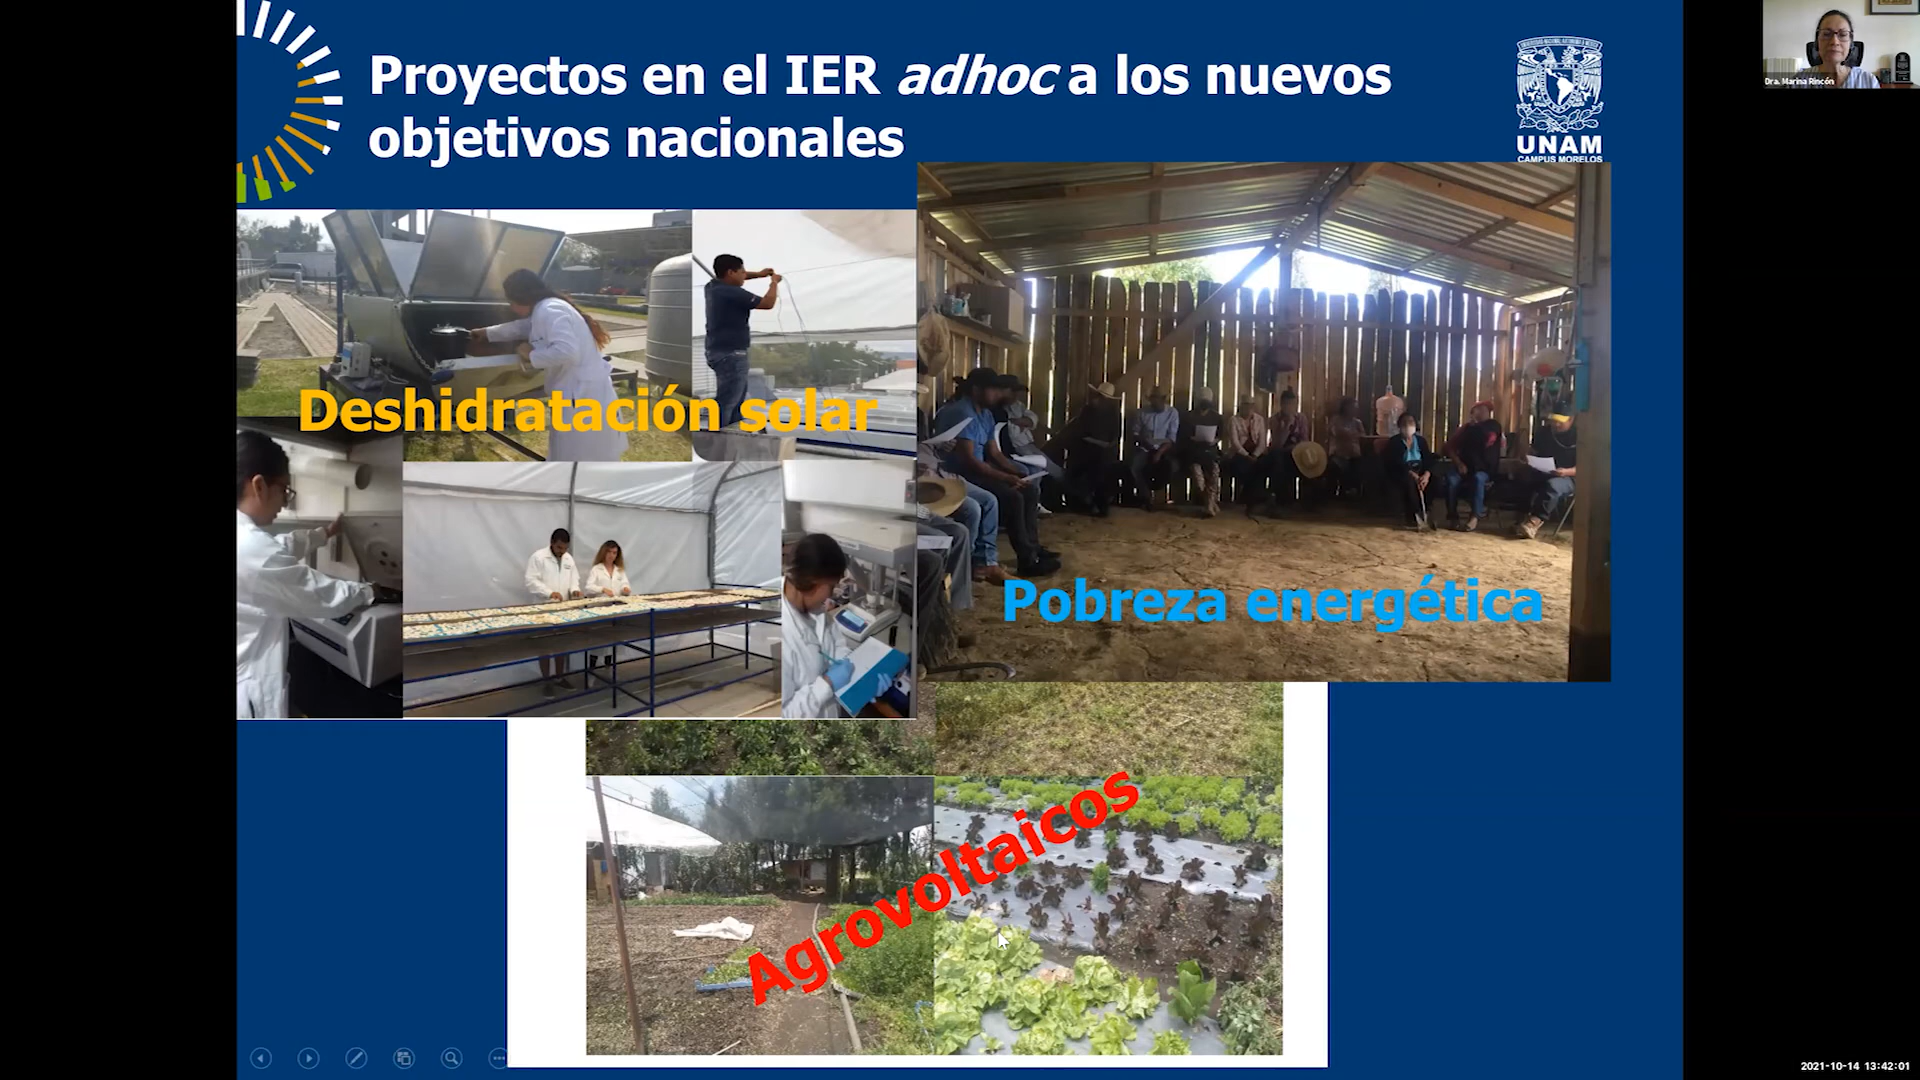 Proyectos en el IER adhoc a los nuevos
objetivos nacionales
UNAM
CAMPUS MORELOS
Dra. Marina Rincón
Deshidratación solar
Pobreza energética
Agrovoltaicos
2021-10-14 13:42:01